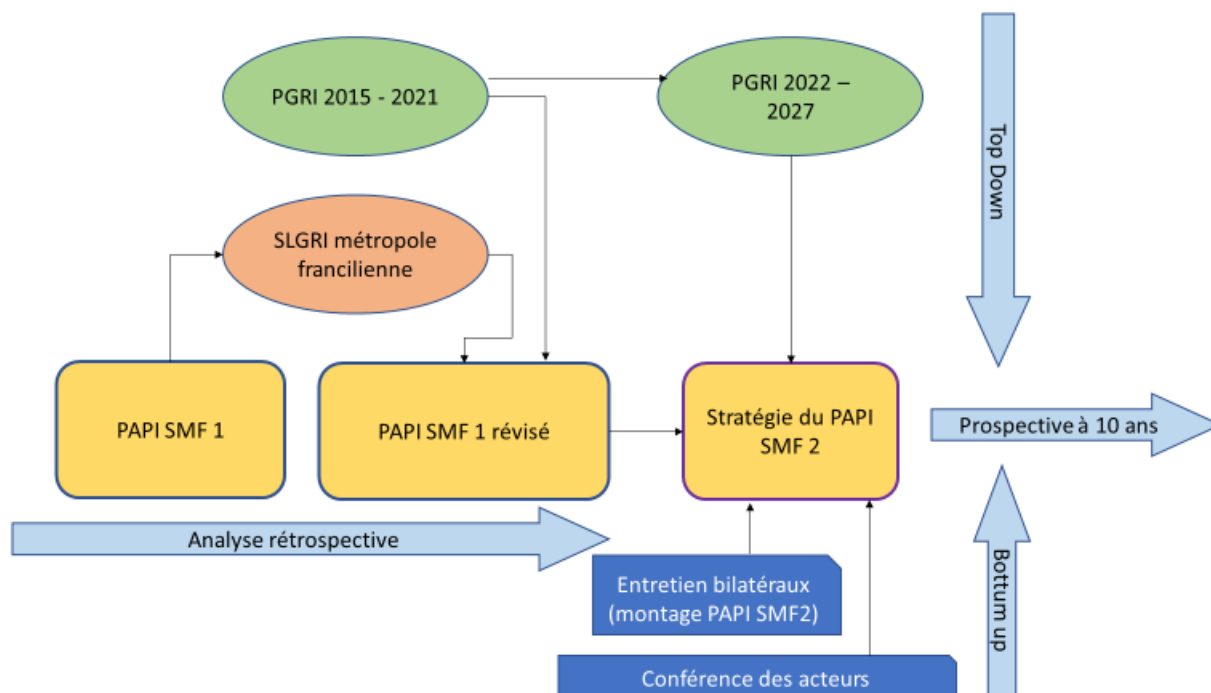 PGRI 2015 - 2021
PGRI 2022 –
2027
Top Down
SLGRI métropole
francilienne
PAPI SMF 1
PAPI SMF 1 révisé
Stratégie du PAPI
SMF 2
Prospective à 10 ans
Analyse rétrospective
Entretien bilatéraux
(montage PAPI SMF2)
Bottum up
Conférence des acteurs